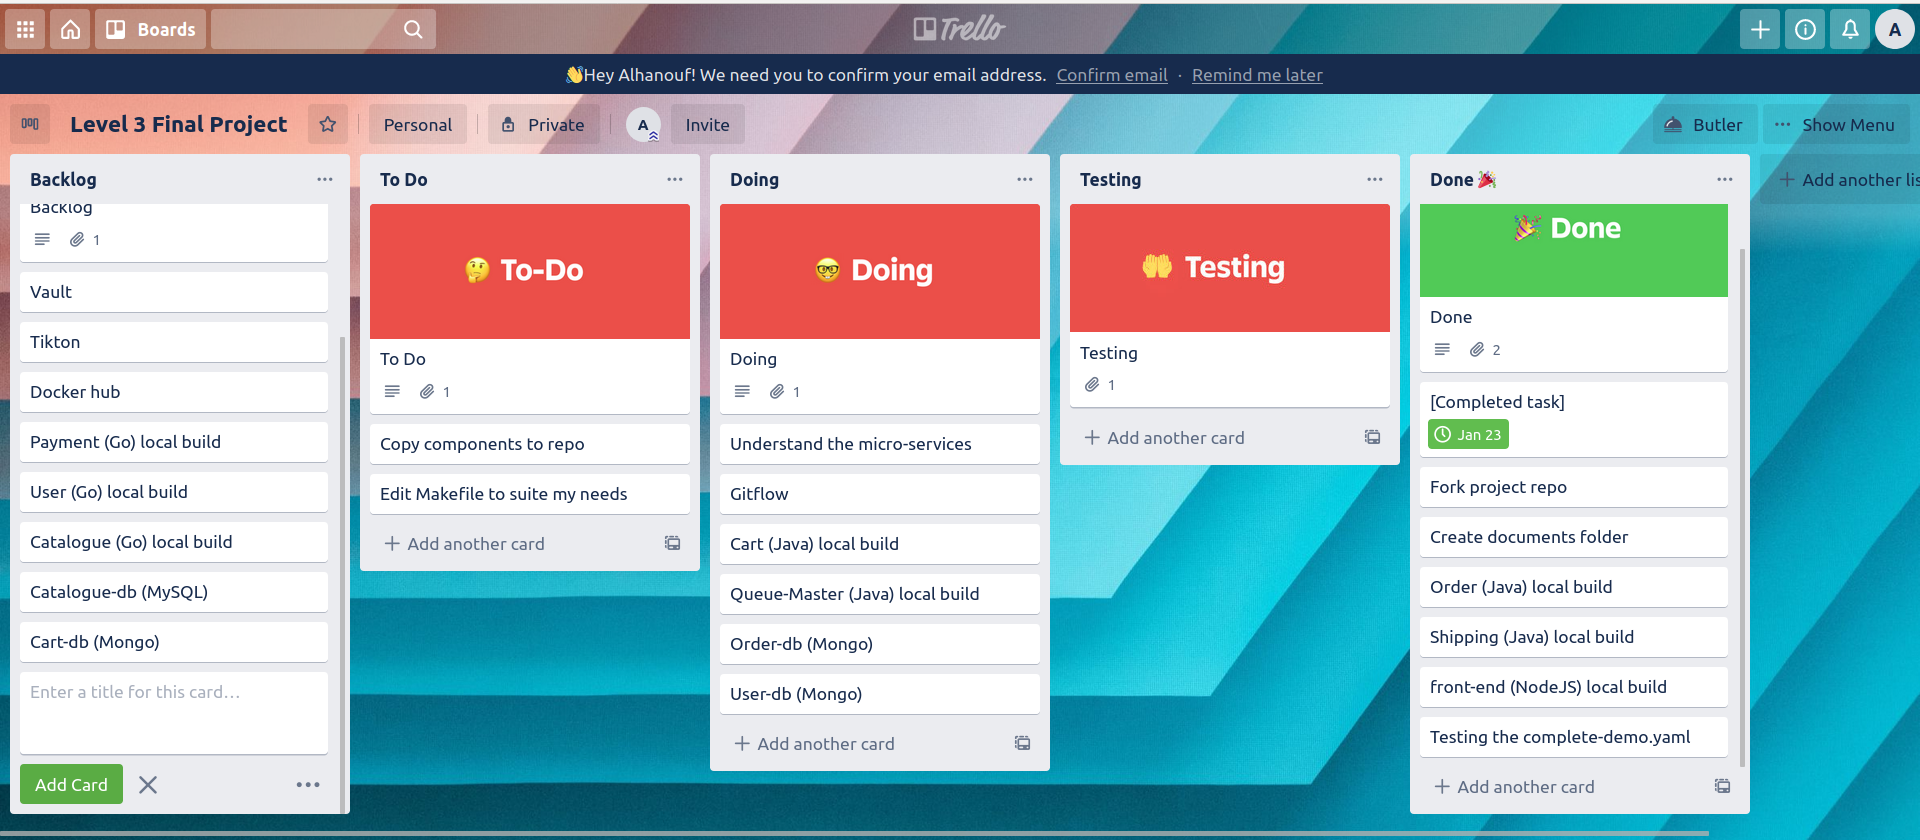 Boards
Trello
A
👋Hey Alhanouf! We need you to confirm your email address. Confirm email · Remind me later
Level 3 Final Project
Personal
Private
A
Invite
Butler
··· Show Menu
Backlog
Backlog
1
Vault
Tikton
Docker hub
Payment (Go) local build
User (Go) local build
Catalogue (Go) local build
Catalogue-db (MySQL)
Cart-db (Mongo)
Enter a title for this card…
Add Card
To Do
🤔 To-Do
To Do
1
Copy components to repo
Edit Makefile to suite my needs
+ Add another card
Doing
🤓 Doing
Doing
1
Understand the micro-services
Gitflow
Cart (Java) local build
Queue-Master (Java) local build
Order-db (Mongo)
User-db (Mongo)
+ Add another card
Testing
🤲 Testing
Testing
1
+ Add another card
Done 🎉
🎉 Done
Done
2
[Completed task]
Jan 23
Fork project repo
Create documents folder
Order (Java) local build
Shipping (Java) local build
front-end (NodeJS) local build
Testing the complete-demo.yaml
+ Add another card
+ Add another lis